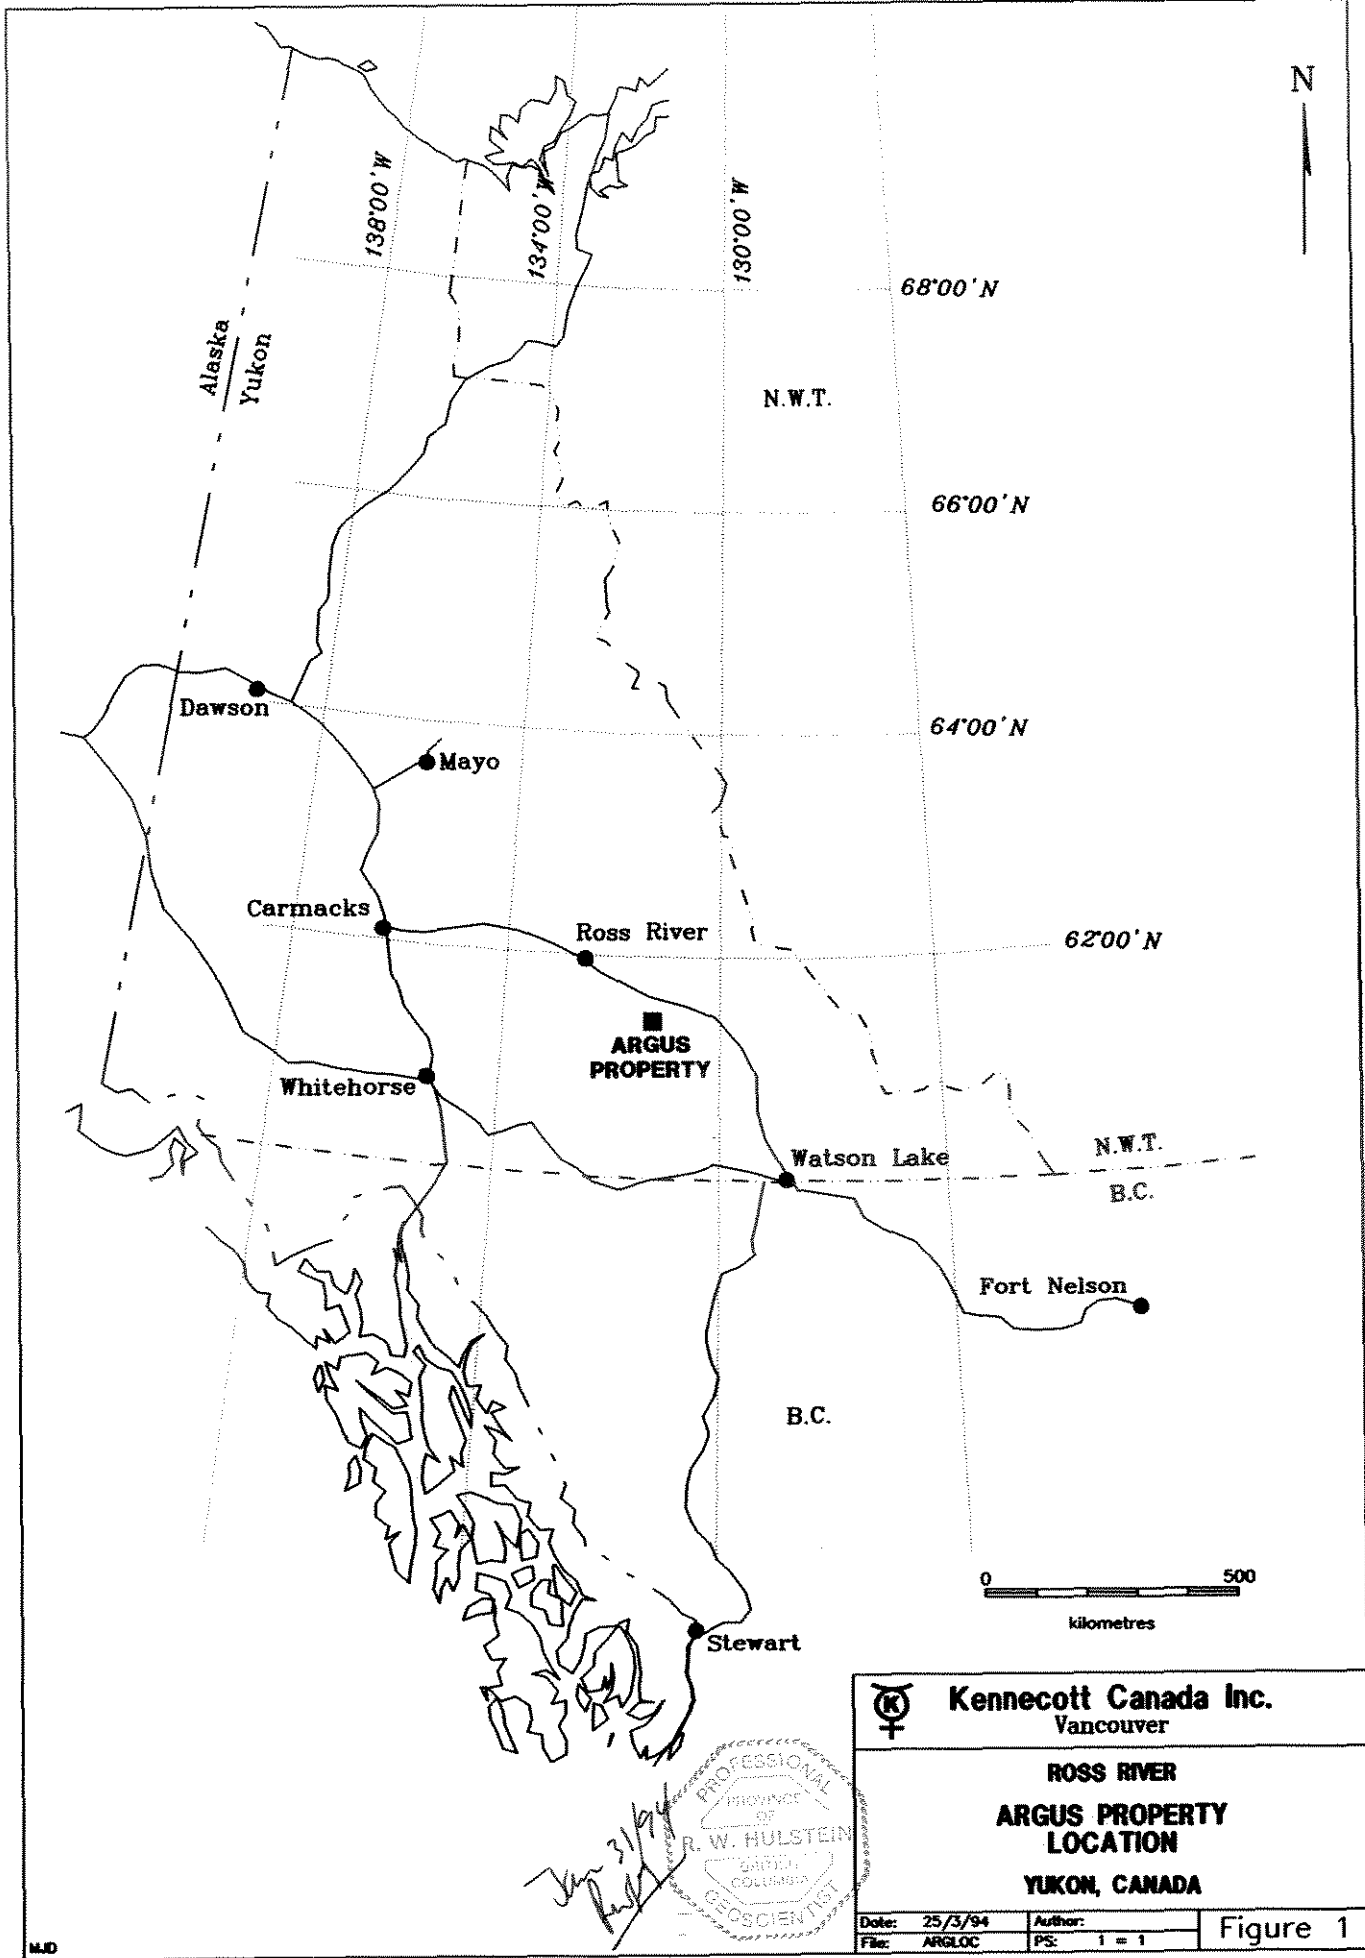 N
138°00'W
134°00'W
130°00'W
68°00'N
Alaska
Yukon
N.W.T.
66°00'N
Dawson
64°00'N
Mayo
Carmacks
Ross River
62°00'N
ARGUS
PROPERTY
Whitehorse
Watson Lake
N.W.T.
B.C.
Fort Nelson
B.C.
0 500
kilometres
Stewart
K
Kennecott Canada Inc.
Vancouver
ROSS RIVER
ARGUS PROPERTY
LOCATION
YUKON, CANADA
Date: 25/3/94 Author:
File: ARGLOC PS: 1 = 1
Figure 1
PROFESSIONAL
PROVINCE
OF
R. W. HULSTEIN
BRITISH
COLUMBIA
GEOSCIENTIST
31/94
MJD